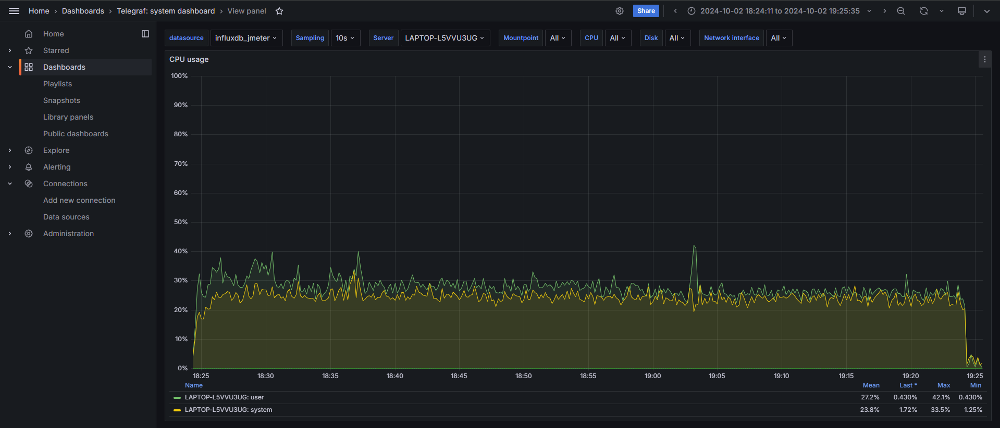 Home › Dashboards › Telegraf: system dashboard › View panel
Share
2024-10-02 18:24:11 to 2024-10-02 19:25:35
Home
Starred
Dashboards
Playlists
Snapshots
Library panels
Public dashboards
Explore
Alerting
Connections
Add new connection
Data sources
Administration
datasource influxdb_jmeter Sampling 10s Server LAPTOP-L5VVU3UG Mountpoint All CPU All Disk All Network interface All
CPU usage
100%
90%
80%
70%
60%
50%
40%
30%
20%
10%
0%
18:25 18:30 18:35 18:40 18:45 18:50 18:55 19:00 19:05 19:10 19:15 19:20 19:25
Name Mean Last * Max Min
LAPTOP-L5VVU3UG: user 27.2% 0.430% 42.1% 0.430%
LAPTOP-L5VVU3UG: system 23.8% 1.72% 33.5% 1.25%